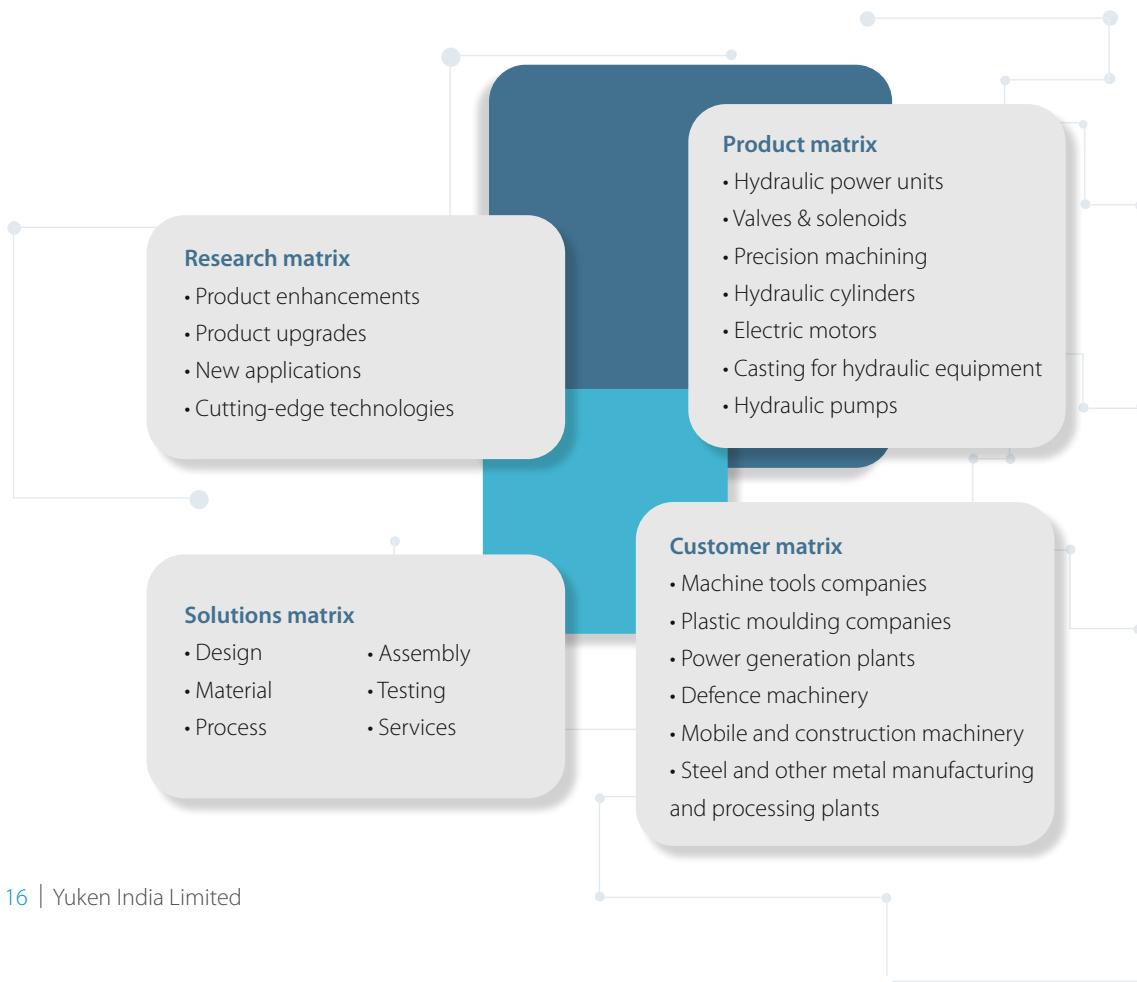 Product matrix
• Hydraulic power units
• Valves & solenoids
• Precision machining
• Hydraulic cylinders
• Electric motors
• Casting for hydraulic equipment
• Hydraulic pumps
Research matrix
• Product enhancements
• Product upgrades
• New applications
• Cutting-edge technologies
Customer matrix
• Machine tools companies
• Plastic moulding companies
• Power generation plants
• Defence machinery
• Mobile and construction machinery
• Steel and other metal manufacturing
and processing plants
Solutions matrix
• Design
• Material
• Process
• Assembly
• Testing
• Services
16 | Yuken India Limited